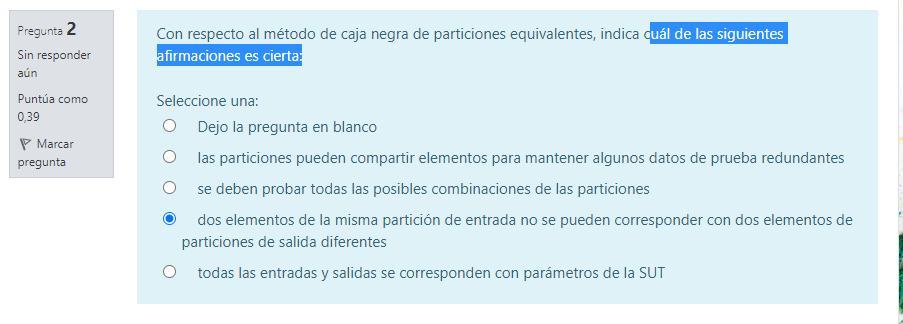 Pregunta 2
Sin responder
aún
Puntúa como
0,39
Marcar
pregunta
Con respecto al método de caja negra de particiones equivalentes, indica cuál de las siguientes
afirmaciones es cierta:
Seleccione una:
Dejo la pregunta en blanco
las particiones pueden compartir elementos para mantener algunos datos de prueba redundantes
se deben probar todas las posibles combinaciones de las particiones
dos elementos de la misma partición de entrada no se pueden corresponder con dos elementos de
particiones de salida diferentes
todas las entradas y salidas se corresponden con parámetros de la SUT